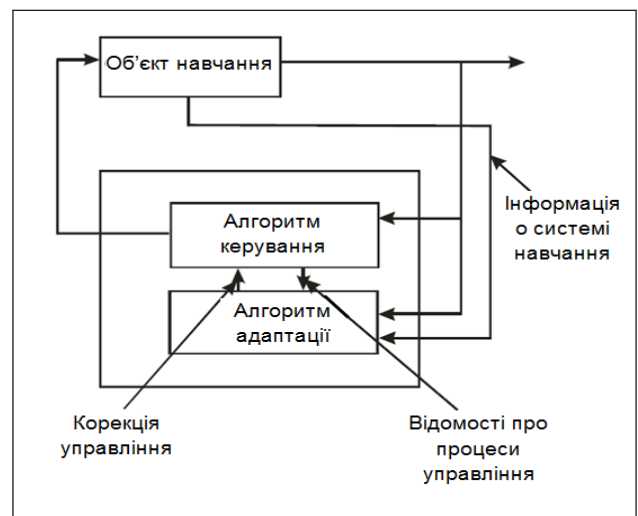 Об’єкт навчання
Інформація
о системі
навчання
Алгоритм
керування
Алгоритм
адаптації
Корекція
управління
Відомості про
процеси
управління